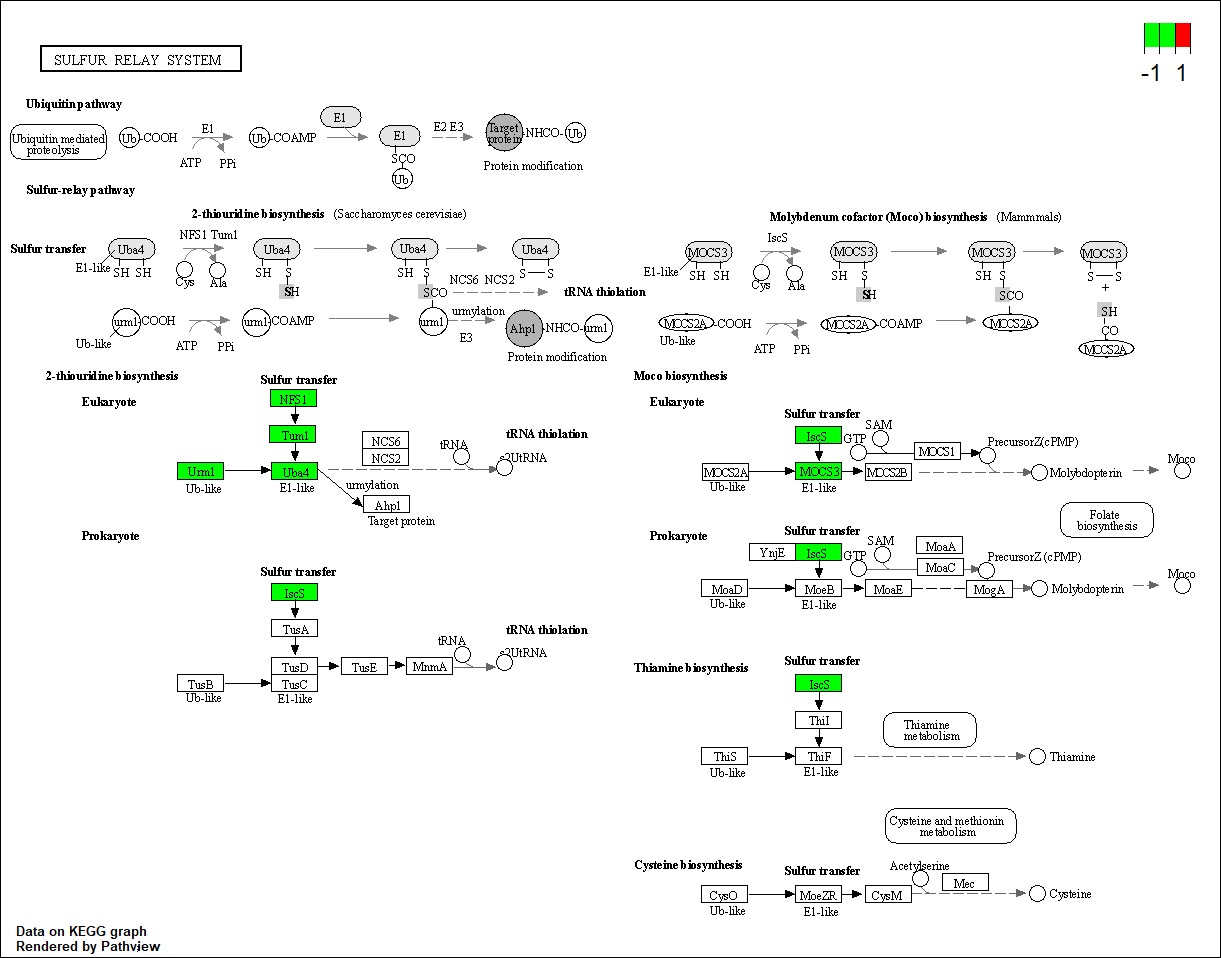 -1 1
SULFUR RELAY SYSTEM
Ubiquitin pathway
Ubiquitin mediated
proteolysis
Ub -COOH
E1
ATP
PPi
Ub -COAMP
E1
E1
SCO
Ub
E2 E3
Target
protein
-NHCO- Ub
Protein modification
Sulfur-relay pathway
2-thiouridine biosynthesis (Saccharomyces cerevisiae)
Sulfur transfer
Uba4
E1-like
SH SH
NFS1 Tum1
Cys
Ala
Uba4
SH S
SH
Uba4
SH S
SCO
NCS6 NCS2
tRNA thiolation
Uba4
S S
urm1 -COOH
Ub-like
ATP
PPi
urm1 -COAMP
urm1
urmylation
E3
Ahp1
-NHCO- urm1
Protein modification
Molybdenum cofactor (Moco) biosynthesis (Mammmals)
MOCS3
E1-like
SH SH
IscS
Cys
Ala
MOCS3
SH S
SH
MOCS3
SH S
SCO
MOCS3
S S
+
SH
CO
MOCS2A
MOCS2A -COOH
Ub-like
ATP
PPi
MOCS2A -COAMP
MOCS2A
2-thiouridine biosynthesis
Eukaryote
Sulfur transfer
NFS1
Tum1
Urm1
Ub-like
Uba4
E1-like
NCS6
NCS2
tRNA
tRNA thiolation
s2UtRNA
urmylation
Ahp1
Target protein
Prokaryote
Sulfur transfer
IscS
TusA
TusD
TusC
E1-like
TusB
Ub-like
TusE
MnmA
tRNA
tRNA thiolation
s2UtRNA
Moco biosynthesis
Eukaryote
Sulfur transfer
IscS
GTP
SAM
MOCS1
PrecursorZ(cPMP)
MOCS2A
Ub-like
MOCS3
E1-like
MOCS2B
Molybdopterin
Moco
Folate
biosynthesis
Prokaryote
Sulfur transfer
YnjE
IscS
GTP
SAM
MoaA
MoaC
PrecursorZ (cPMP)
MoaD
Ub-like
MoeB
E1-like
MoaE
MogA
Molybdopterin
Moco
Thiamine biosynthesis
Sulfur transfer
IscS
ThiI
ThiS
Ub-like
ThiF
E1-like
Thiamine
metabolism
Thiamine
Cysteine and methionin
metabolism
Cysteine biosynthesis
Sulfur transfer
CysO
Ub-like
MoeZR
E1-like
CysM
Acetylserine
Mec
Cysteine
Data on KEGG graph
Rendered by Pathview